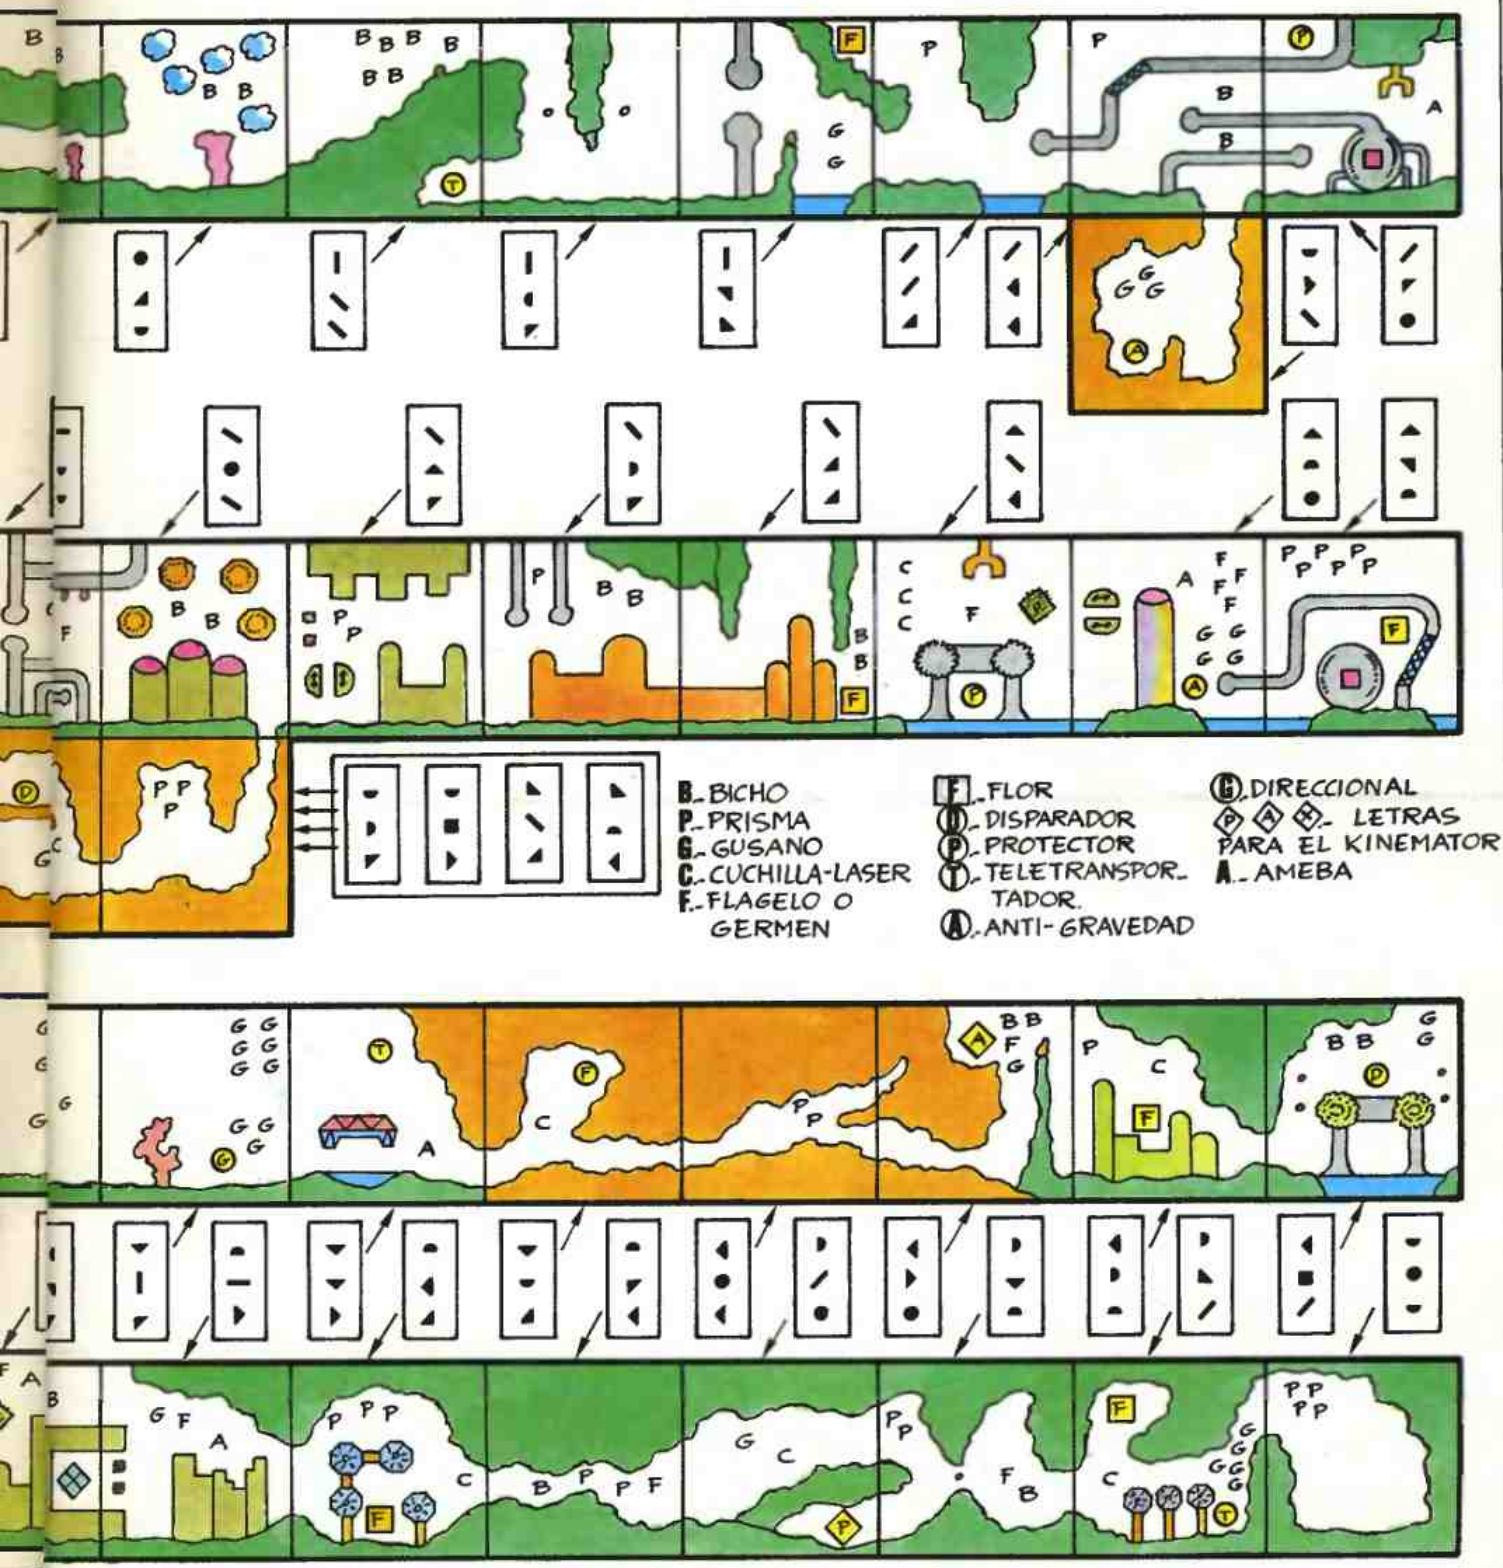 B
B
B B
B B B B
B B
T
F
G
G
P
P
B
B
P
A
G
G G
A
F
B
B
P
P
P
B
B
B
B
F
C
C
C
F
P
P
A
F
F F
F
G G
G G
A
P P P
P P P
F
D
G
C
P P
P
B.- BICHO
P.- PRISMA
G.- GUSANO
C.- CUCHILLA-LASER
F.- FLAGELO O
GERMEN
F.- FLOR
D.- DISPARADOR
P.- PROTECTOR
T.- TELETRANSPOR-
TADOR.
A.- ANTI-GRAVEDAD
G.- DIRECCIONAL
P A X.- LETRAS
PARA EL KINEMATOR
A.- AMEBA
G
G
G
G
G G
G G
G G
G G
G
G
T
A
F
C
P
P
A
B B
F
G
P
C
F
B B
G
G
D
F A
B
G F
A
P P P
F
C
B P P F
G
C
P
P
P
F
B
F
C
G
G
G G
G
T
P P
P P